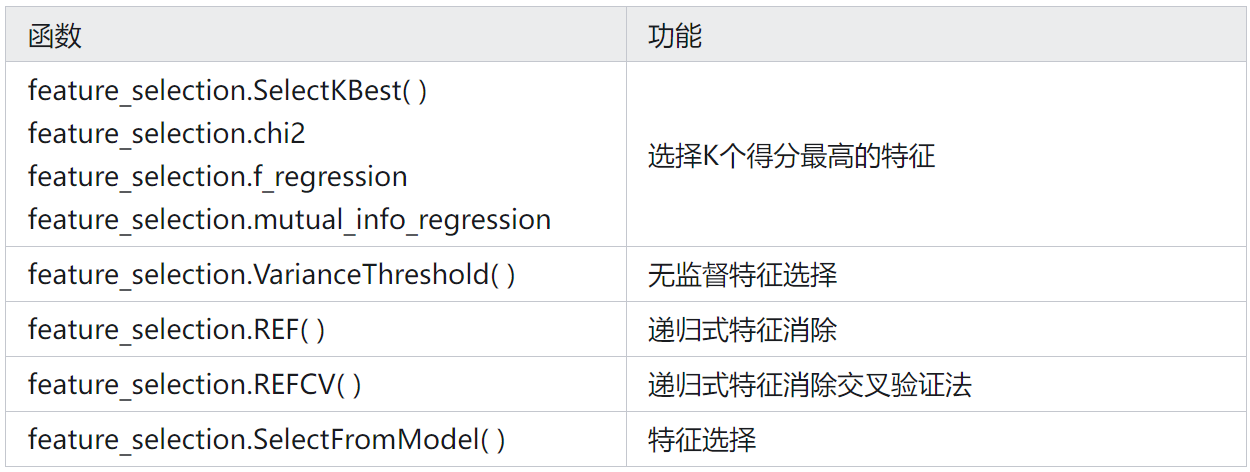 函数
功能
feature_selection.SelectKBest( )
feature_selection.chi2
feature_selection.f_regression
feature_selection.mutual_info_regression
选择K个得分最高的特征
feature_selection.VarianceThreshold( )
无监督特征选择
feature_selection.REF( )
递归式特征消除
feature_selection.REFCV( )
递归式特征消除交叉验证法
feature_selection.SelectFromModel( )
特征选择